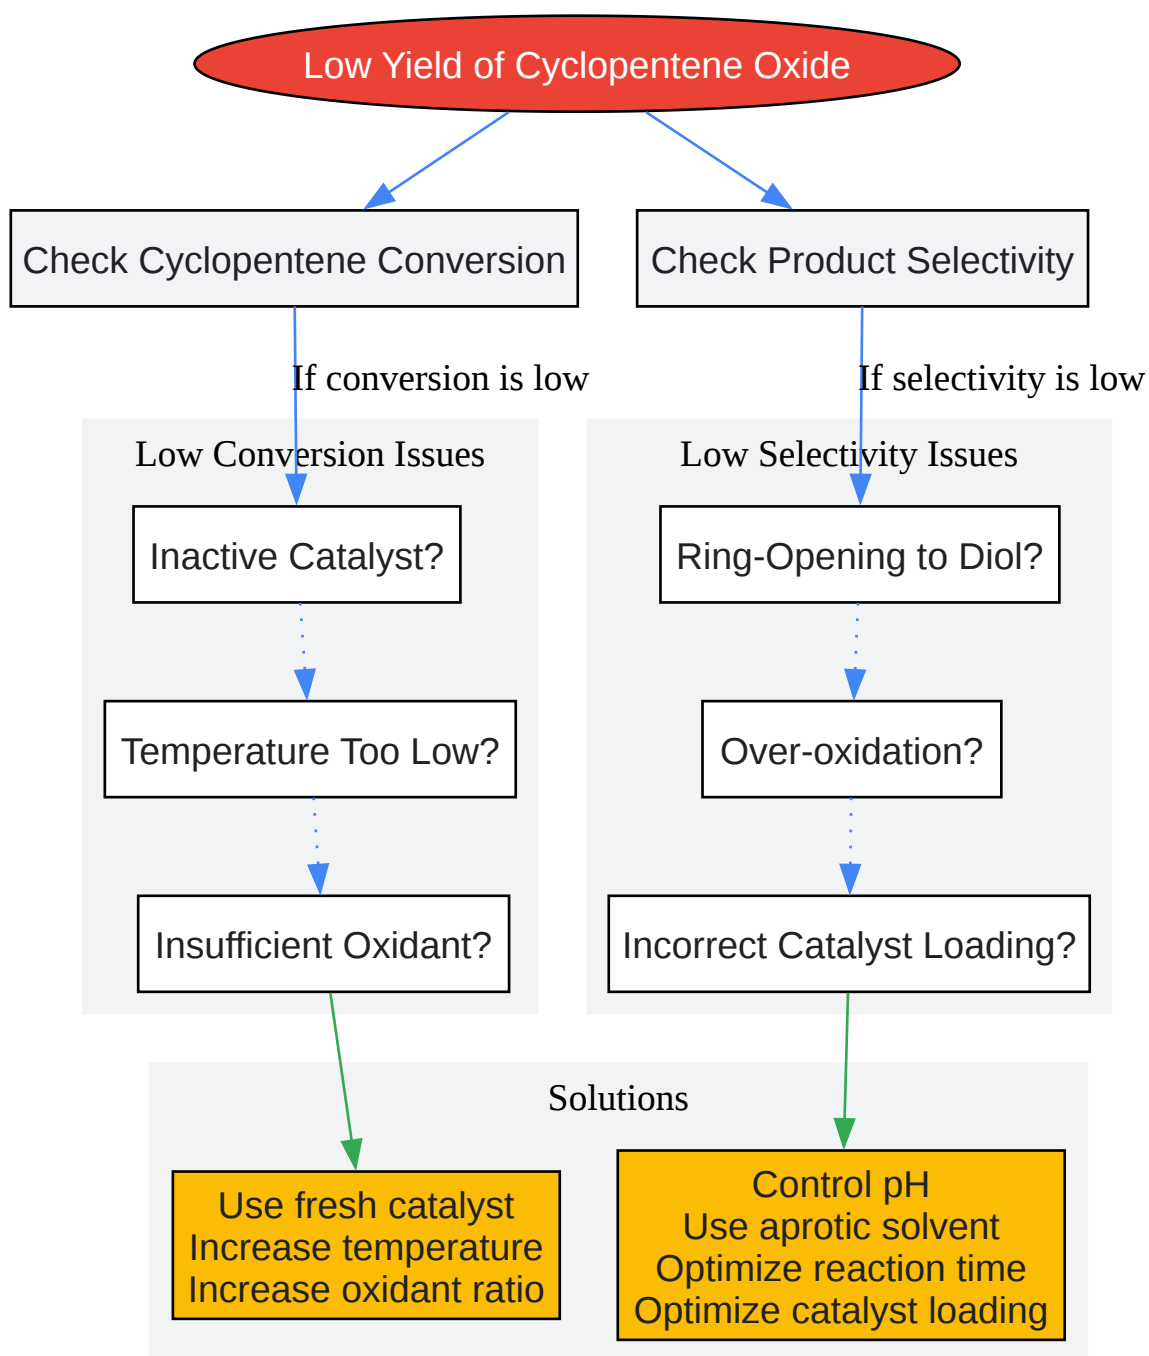 Low Yield of Cyclopentene Oxide
Check Cyclopentene Conversion
Check Product Selectivity
If conversion is low
If selectivity is low
Low Conversion Issues
Low Selectivity Issues
Inactive Catalyst?
Ring-Opening to Diol?
Temperature Too Low?
Over-oxidation?
Insufficient Oxidant?
Incorrect Catalyst Loading?
Solutions
Use fresh catalyst
Increase temperature
Increase oxidant ratio
Control pH
Use aprotic solvent
Optimize reaction time
Optimize catalyst loading